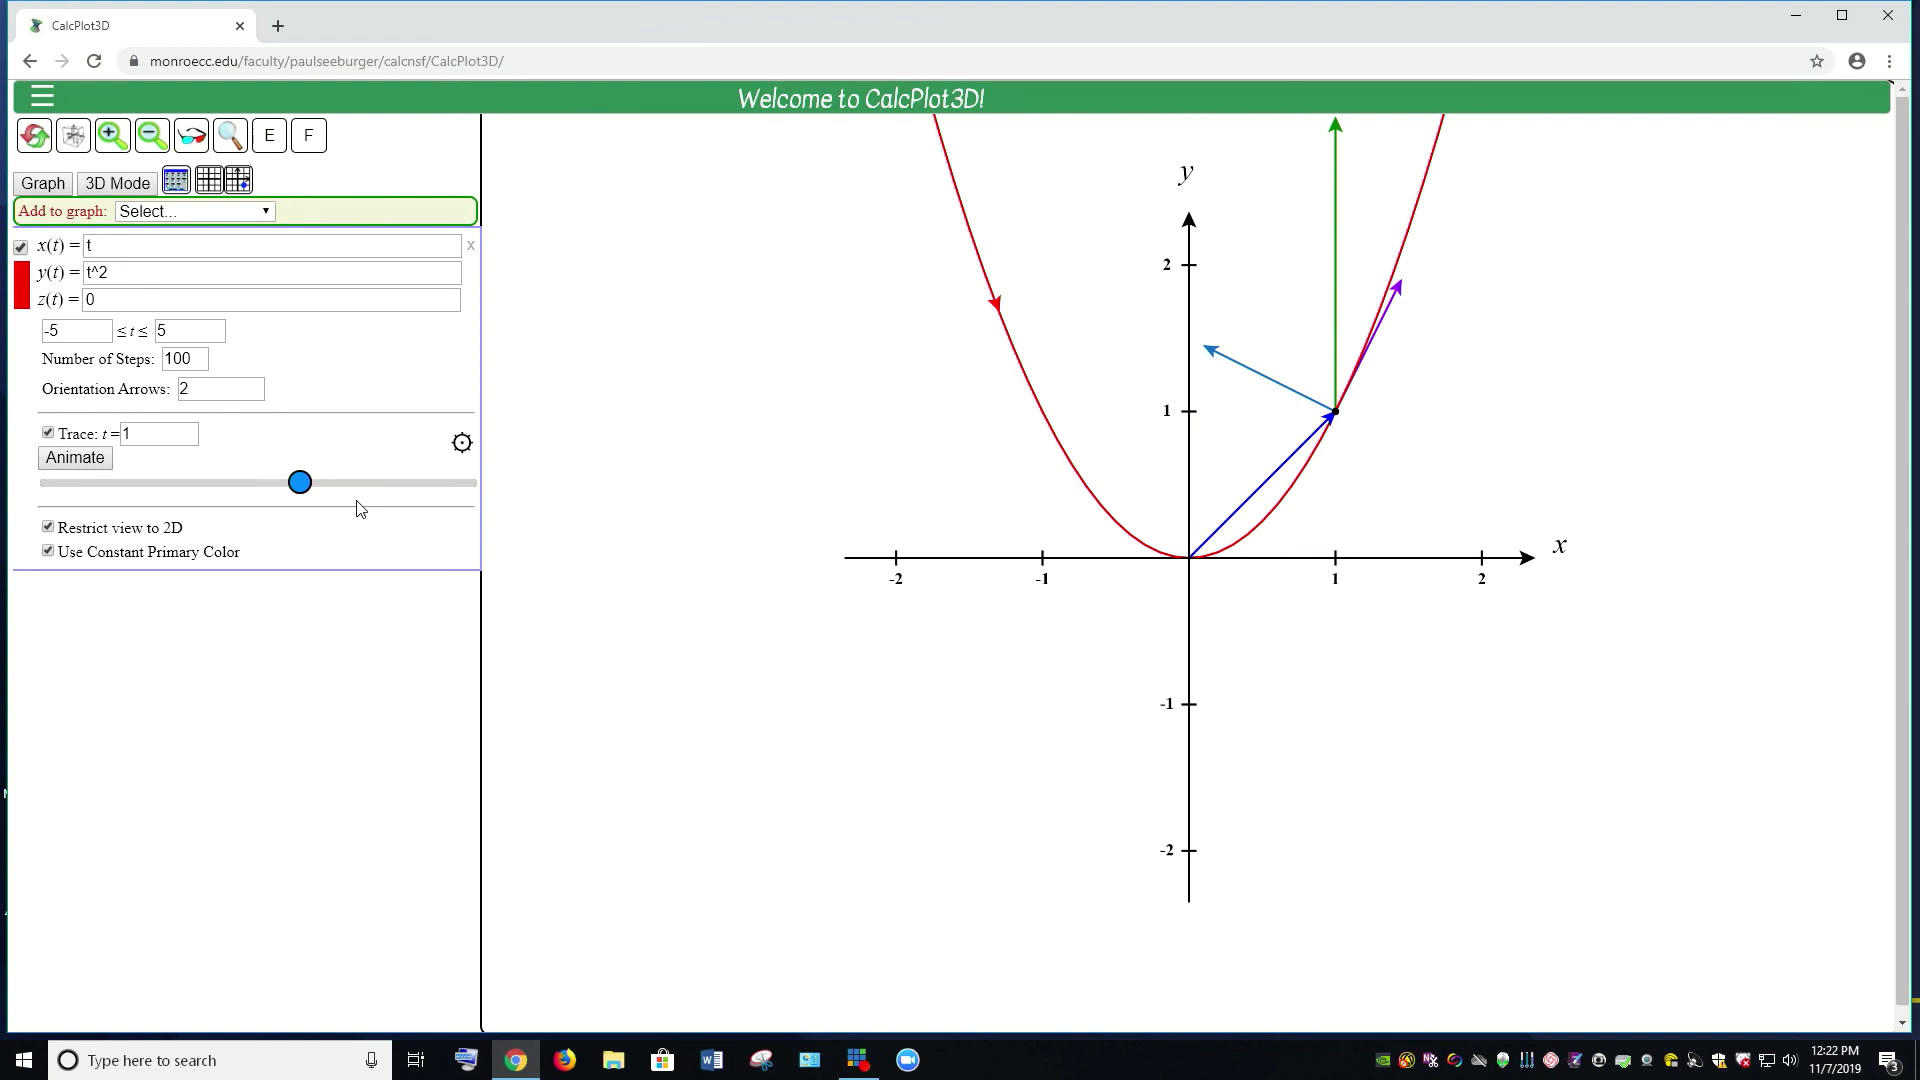 CalcPlot3D
monroecc.edu/faculty/paulseeburger/calcnsf/CalcPlot3D/
Welcome to CalcPlot3D!
E F
Graph 3D Mode
Add to graph: Select...
x(t) = t x
y(t) = t^2
z(t) = 0
-5 ≤ t ≤ 5
Number of Steps: 100
Orientation Arrows: 2
Trace: t = 1
Animate
Restrict view to 2D
Use Constant Primary Color
y
2
1
x
-2 -1 1 2
-1
-2
Type here to search
12:22 PM
11/7/2019
3